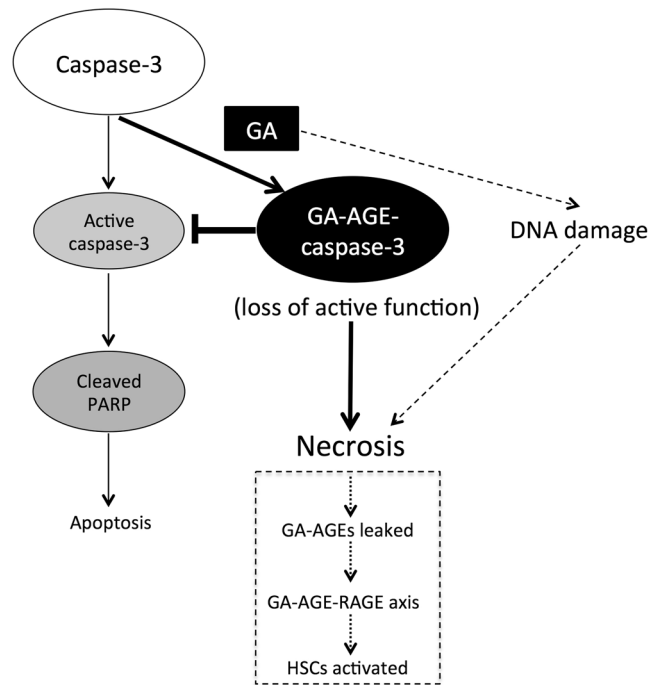 Caspase-3
GA
Active
caspase-3
GA-AGE-
caspase-3
DNA damage
(loss of active function)
Cleaved
PARP
Necrosis
Apoptosis
GA-AGEs leaked
GA-AGE-RAGE axis
HSCs activated